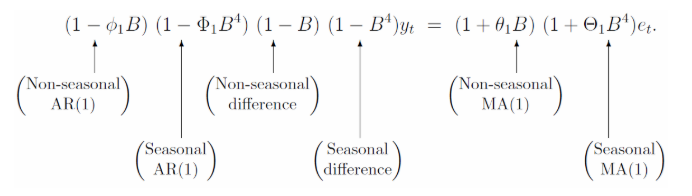 (1 − ϕ₁B) (1 − Φ₁B⁴) (1 − B) (1 − B⁴)yₜ = (1 + θ₁B) (1 + Θ₁B⁴)eₜ.
(Non-seasonal AR(1))
(Non-seasonal difference)
(Non-seasonal MA(1))
(Seasonal AR(1))
(Seasonal difference)
(Seasonal MA(1))